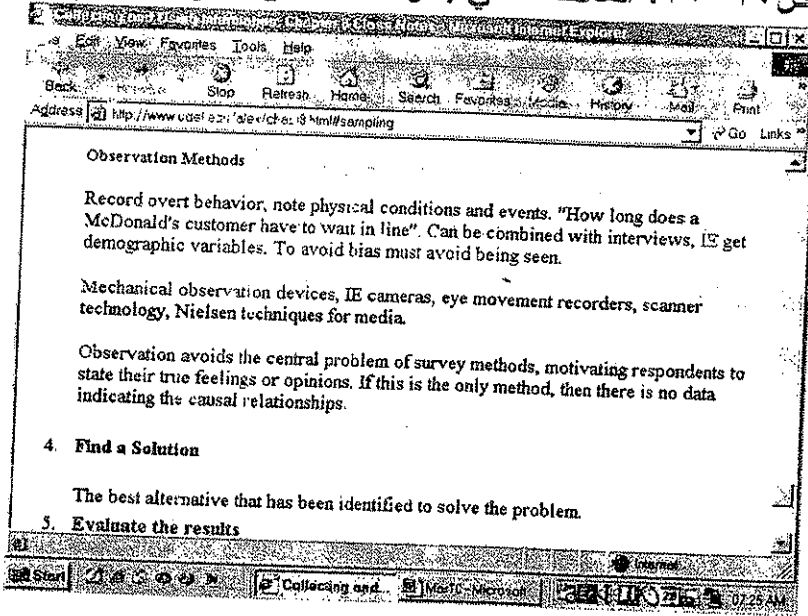 Edit View Favorites Tools Help
Back Stop Refresh Home Search Favorites Media History Mail Print
Address Go Links
Observation Methods
Record overt behavior, note physical conditions and events. "How long does a
McDonald's customer have to wait in line". Can be combined with interviews, IE get
demographic variables. To avoid bias must avoid being seen.
Mechanical observation devices, IE cameras, eye movement recorders, scanner
technology, Nielsen techniques for media.
Observation avoids the central problem of survey methods, motivating respondents to
state their true feelings or opinions. If this is the only method, then there is no data
indicating the causal relationships.
4. Find a Solution
The best alternative that has been identified to solve the problem.
5. Evaluate the results
Internet
Start Collecting and... 07:25 AM